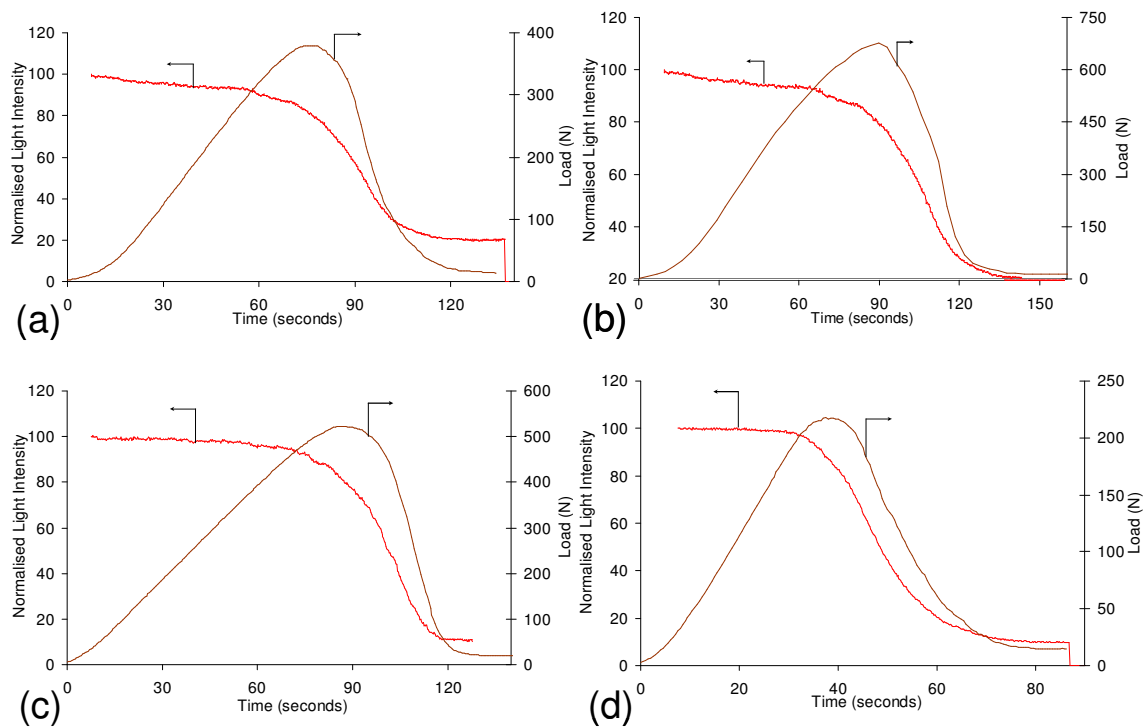 120
100
80
60
40
20
0
Normalised Light Intensity
0 30 60 90 120
Time (seconds)
400
300
200
100
0
Load (N)
(a)
120
100
80
60
40
20
Normalised Light Intensity
0 30 60 90 120 150
Time (seconds)
750
600
450
300
150
0
Load (N)
(b)
120
100
80
60
40
20
0
Normalised Light Intensity
0 30 60 90 120
Time (seconds)
600
500
400
300
200
100
0
Load (N)
(c)
120
100
80
60
40
20
0
Normalised Light Intensity
0 20 40 60 80
Time (seconds)
250
200
150
100
50
0
Load (N)
(d)